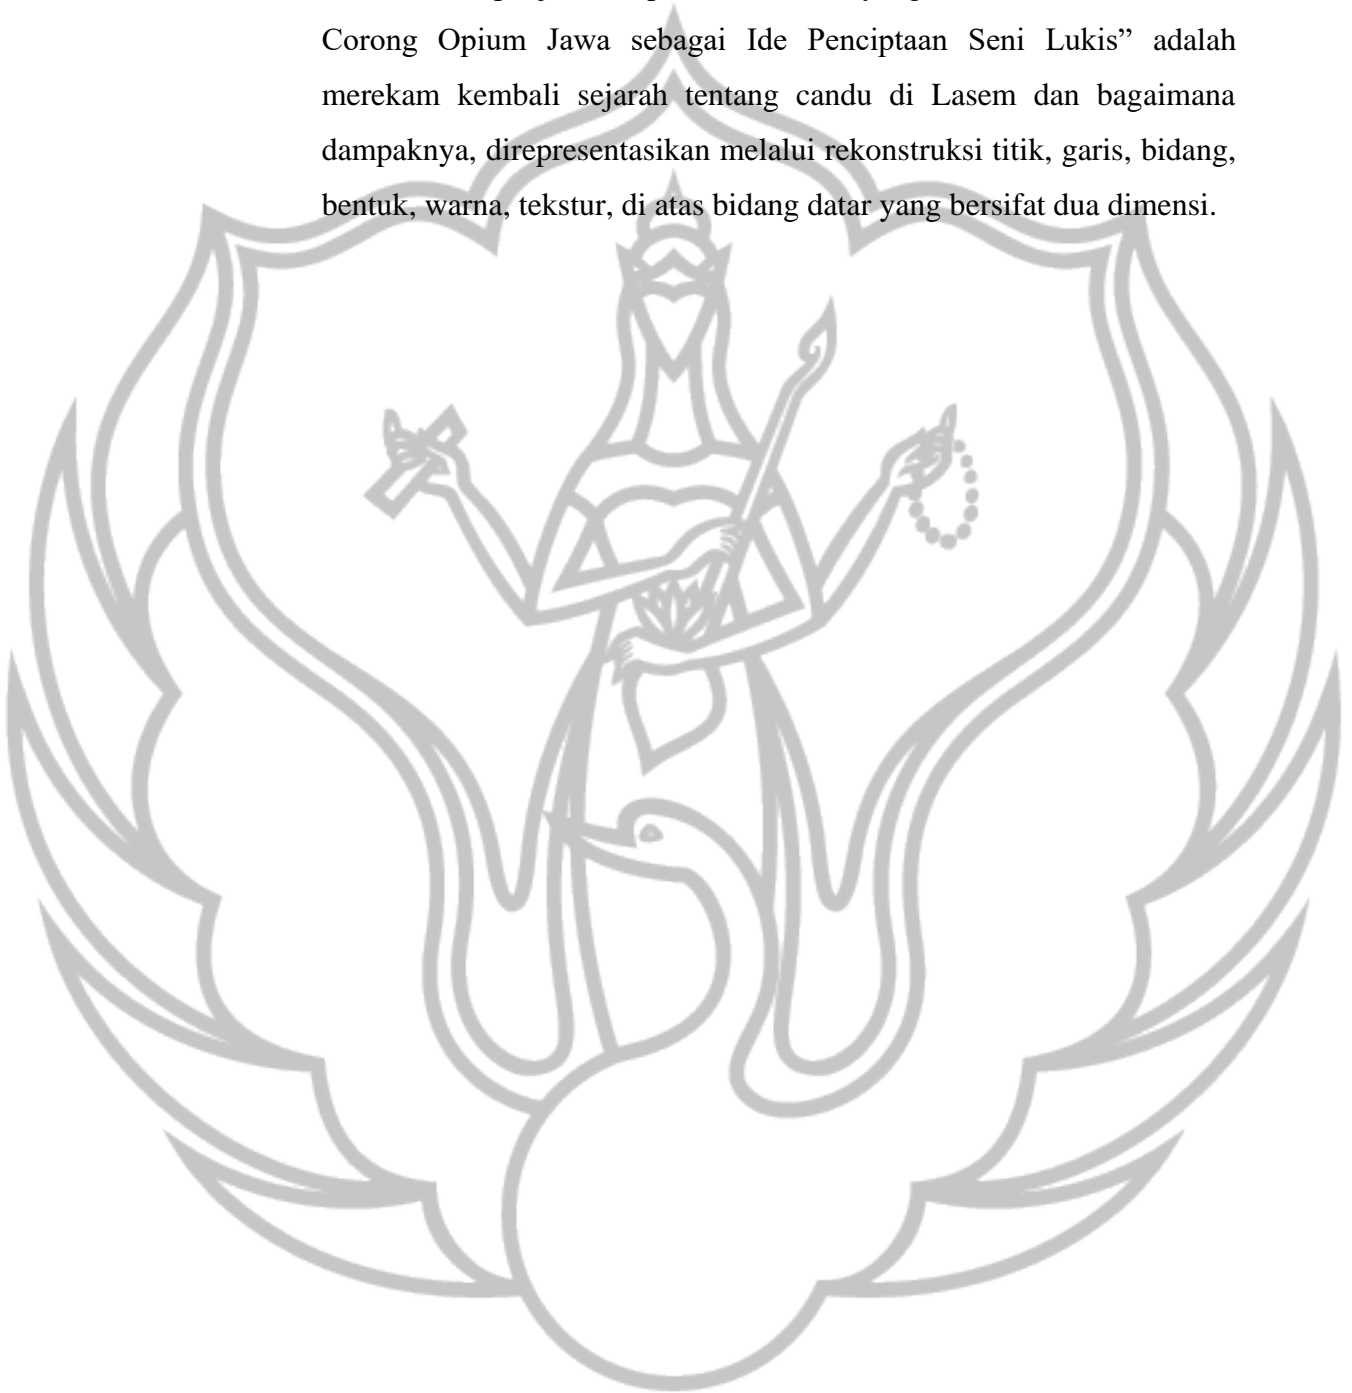 Corong Opium Jawa sebagai Ide Penciptaan Seni Lukis” adalah
merekam kembali sejarah tentang candu di Lasem dan bagaimana
dampaknya, direpresentasikan melalui rekonstruksi titik, garis, bidang,
bentuk, warna, tekstur, di atas bidang datar yang bersifat dua dimensi.